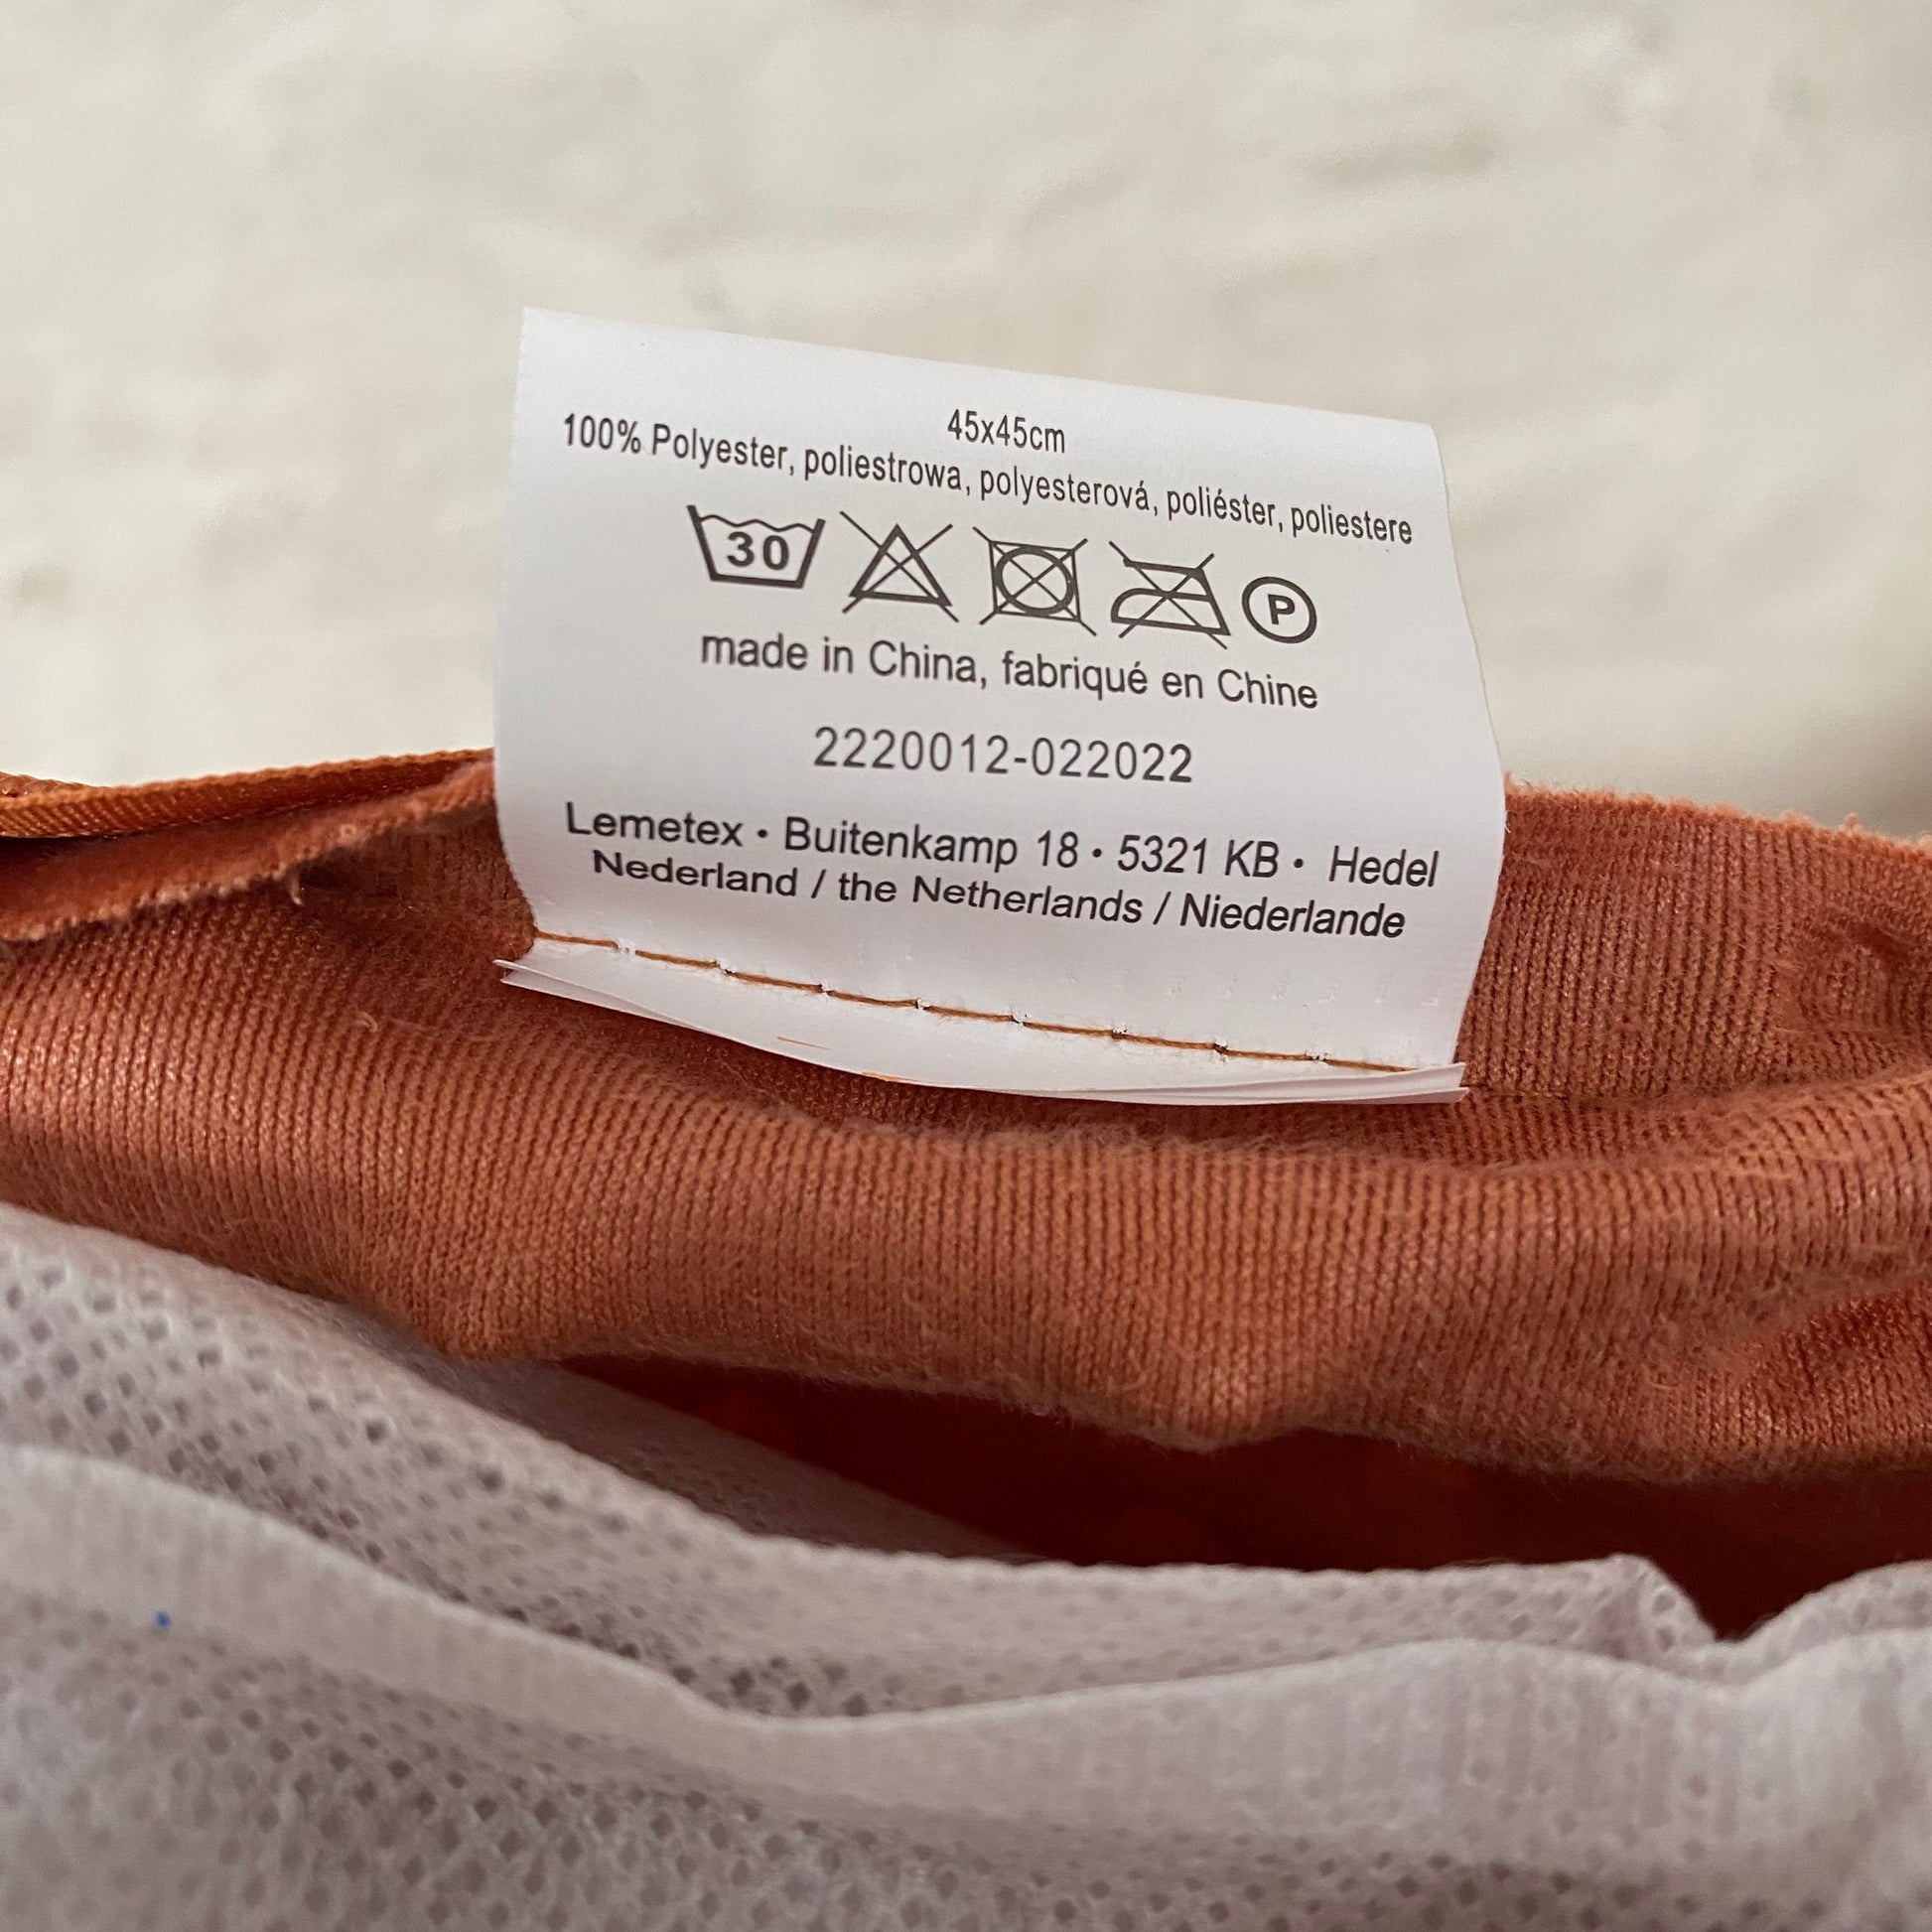 45x45cm
100% Polyester, poliestrowa, polyesterová, poliéster, poliestere
30 P
made in China, fabriqué en Chine
2220012-022022
Lemetex • Buitenkamp 18 • 5321 KB • Hedel
Nederland / the Netherlands / Niederlande